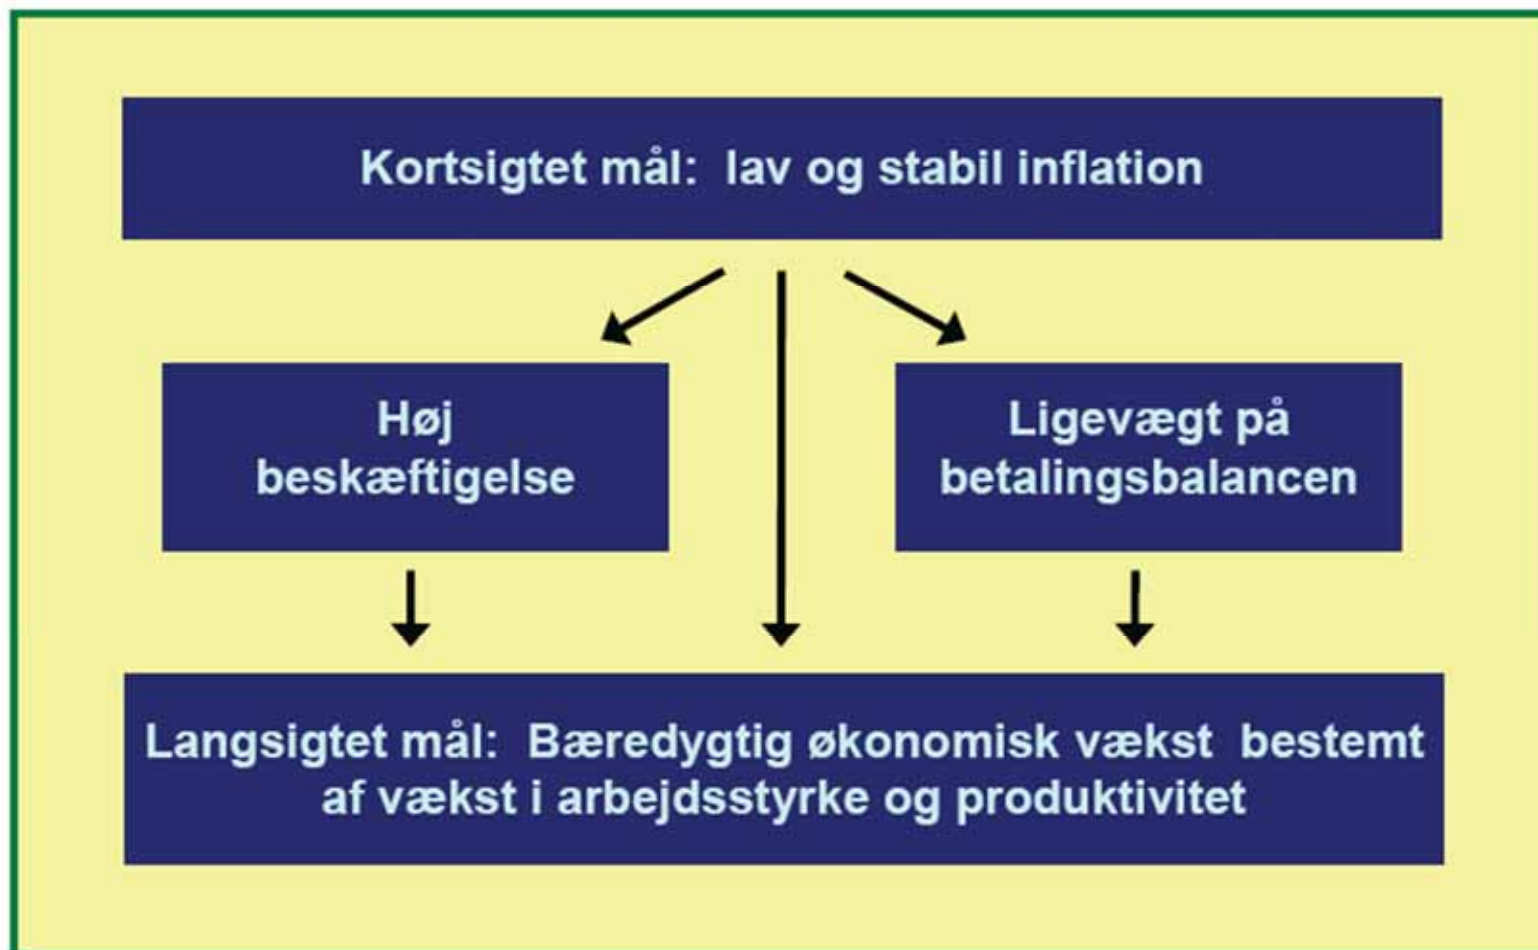 Kortsigtet mål: lav og stabil inflation
Høj
beskæftigelse
Ligevægt på
betalingsbalancen
Langsigtet mål: Bæredygtig økonomisk vækst bestemt
af vækst i arbejdsstyrke og produktivitet